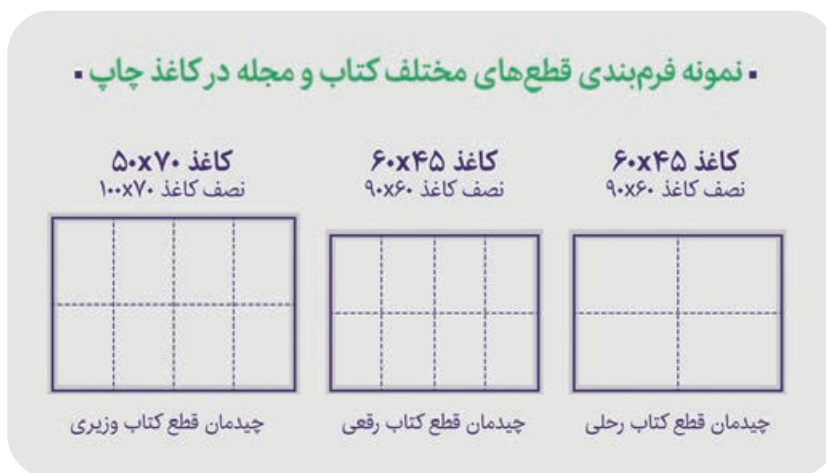 ▪ نمونه فرم‌بندی قطع‌های مختلف کتاب و مجله در کاغذ چاپ ▪
کاغذ ۶۰x۴۵
نصف کاغذ ۹۰x۶۰
چیدمان قطع کتاب رحلی
کاغذ ۶۰x۴۵
نصف کاغذ ۹۰x۶۰
چیدمان قطع کتاب رقعی
کاغذ ۵۰x۷۰
نصف کاغذ ۱۰۰x۷۰
چیدمان قطع کتاب وزیری